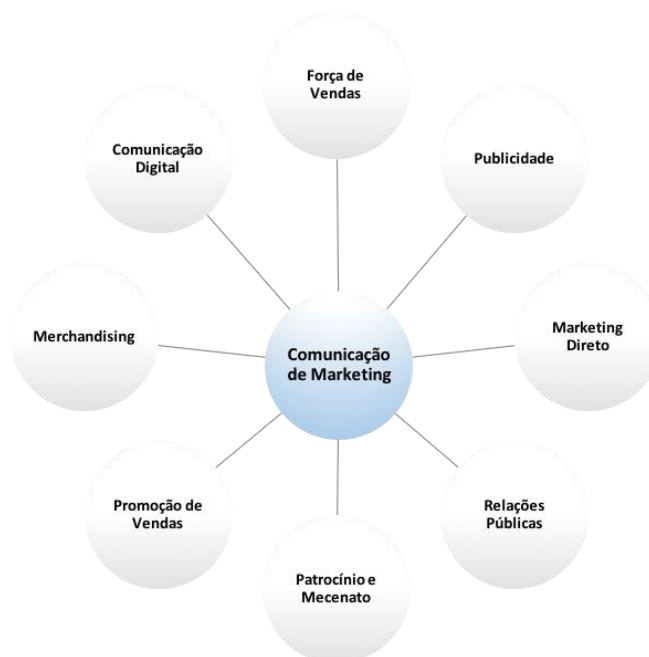 Força de
Vendas
Comunicação
Digital
Publicidade
Merchandising
Comunicação
de Marketing
Marketing
Direto
Promoção de
Vendas
Relações
Públicas
Patrocínio e
Mecenato